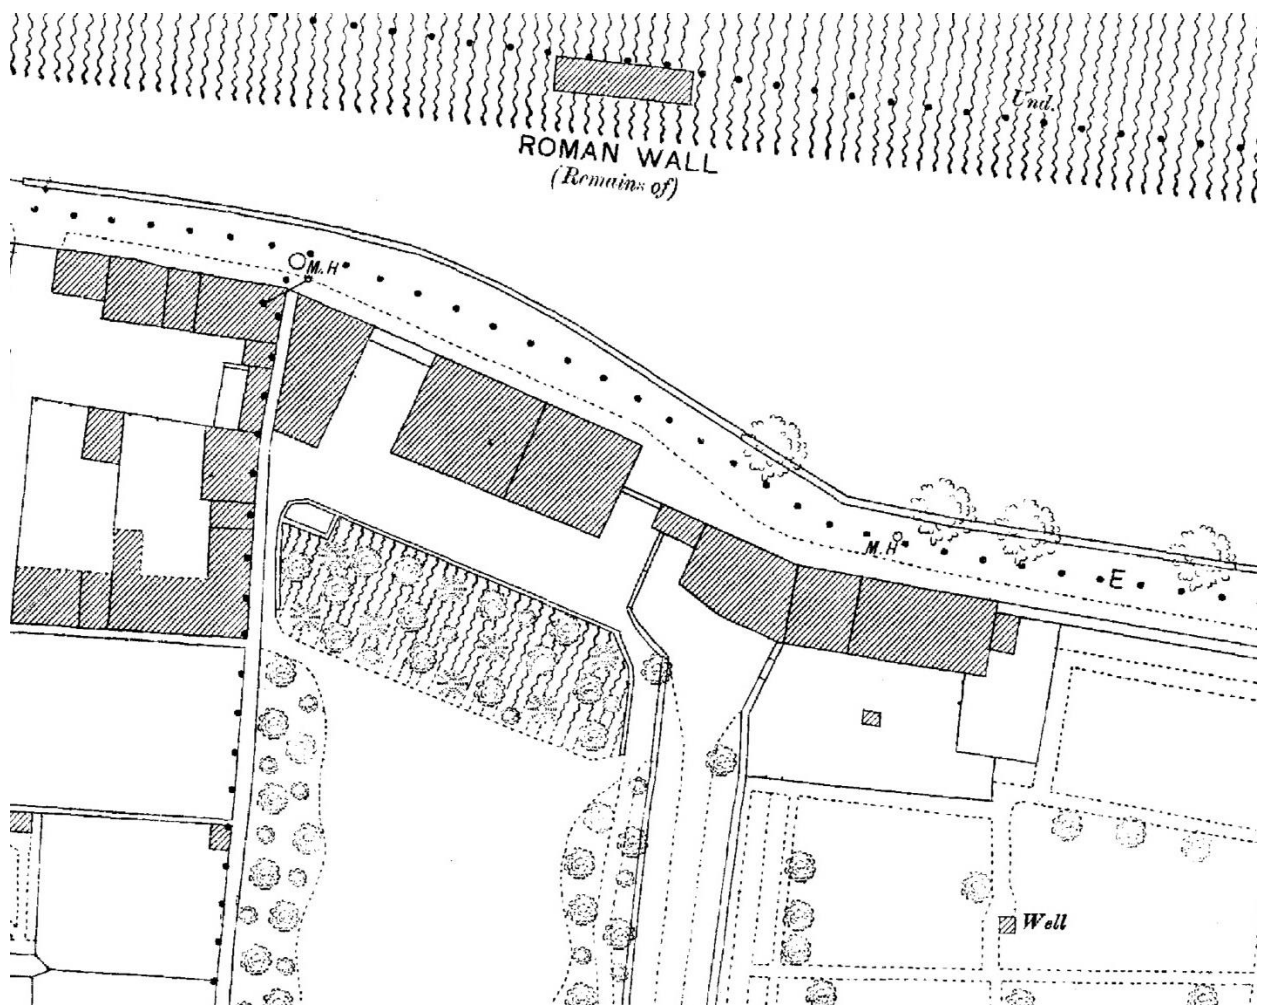 Und.
ROMAN WALL
(Remains of)
M.H
M.H
E
Well